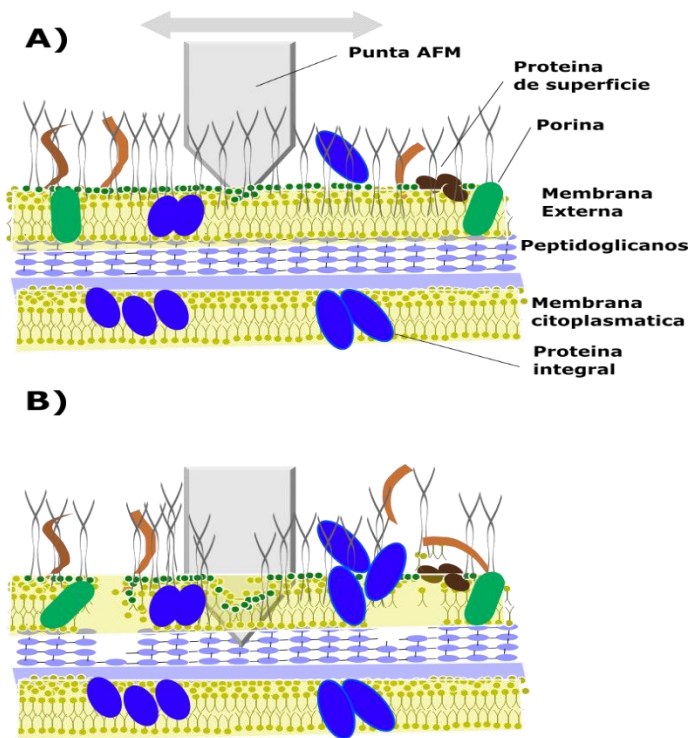 A)
Punta AFM
Proteina
de superficie
Porina
Membrana
Externa
Peptidoglicanos
Membrana
citoplasmatica
Proteina
integral
B)